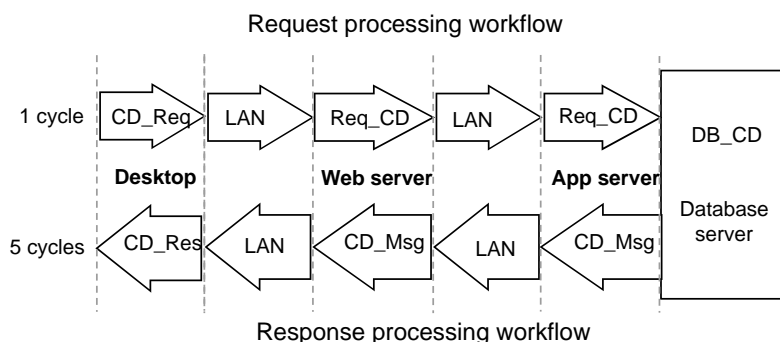 Request processing workflow
1 cycle
CD_Req
LAN
Req_CD
LAN
Req_CD
DB_CD
Desktop
Web server
App server
Database
server
5 cycles
CD_Res
LAN
CD_Msg
LAN
CD_Msg
Response processing workflow